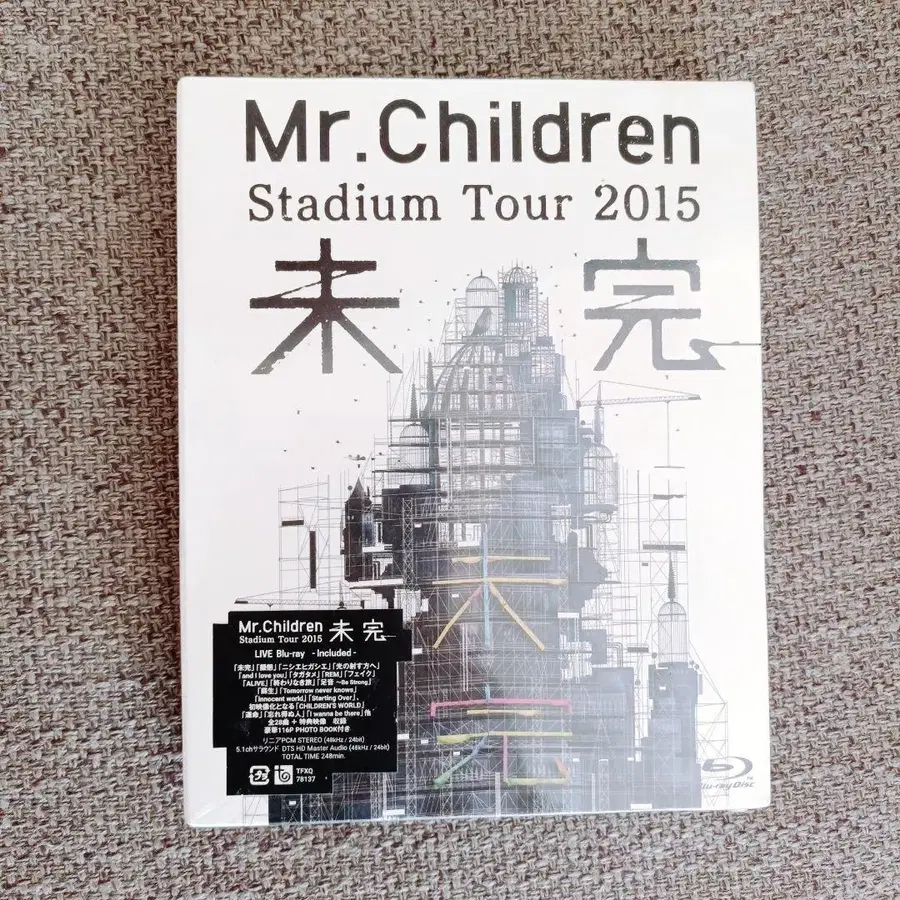 Mr.Children
Stadium Tour 2015
未完
未
完
Mr.Children
Stadium Tour 2015 未完
LIVE Blu-ray -Included-
「未完」「擬態」「ニシエヒガシエ」「光の射す方へ」
「and I love you」「タガタメ」「REM」「フェイク」
「ALIVE」「終わりなき旅」「足音 〜Be Strong」
「蘇生」「Tomorrow never knows」
「Innocent world」「Starting Over」、
初映像化となる「CHILDREN'S WORLD」
「運命」「忘れ得ぬ人」「I wanna be there」他
全28曲 + 特典映像 収録
豪華116P PHOTO BOOK付き
リニアPCM STEREO (48kHz / 24bit)
5.1chサラウンド DTS HD Master Audio (48kHz / 24bit)
TOTAL TIME 248min.
TFXQ
78137
Blu-ray Disc